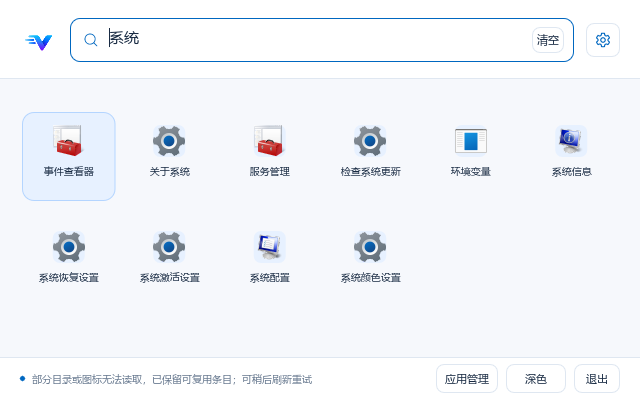 系统
清空
事件查看器
关于系统
服务管理
检查系统更新
环境变量
系统信息
系统恢复设置
系统激活设置
系统配置
系统颜色设置
部分目录或图标无法读取，已保留可复用条目；可稍后刷新重试
应用管理
深色
退出